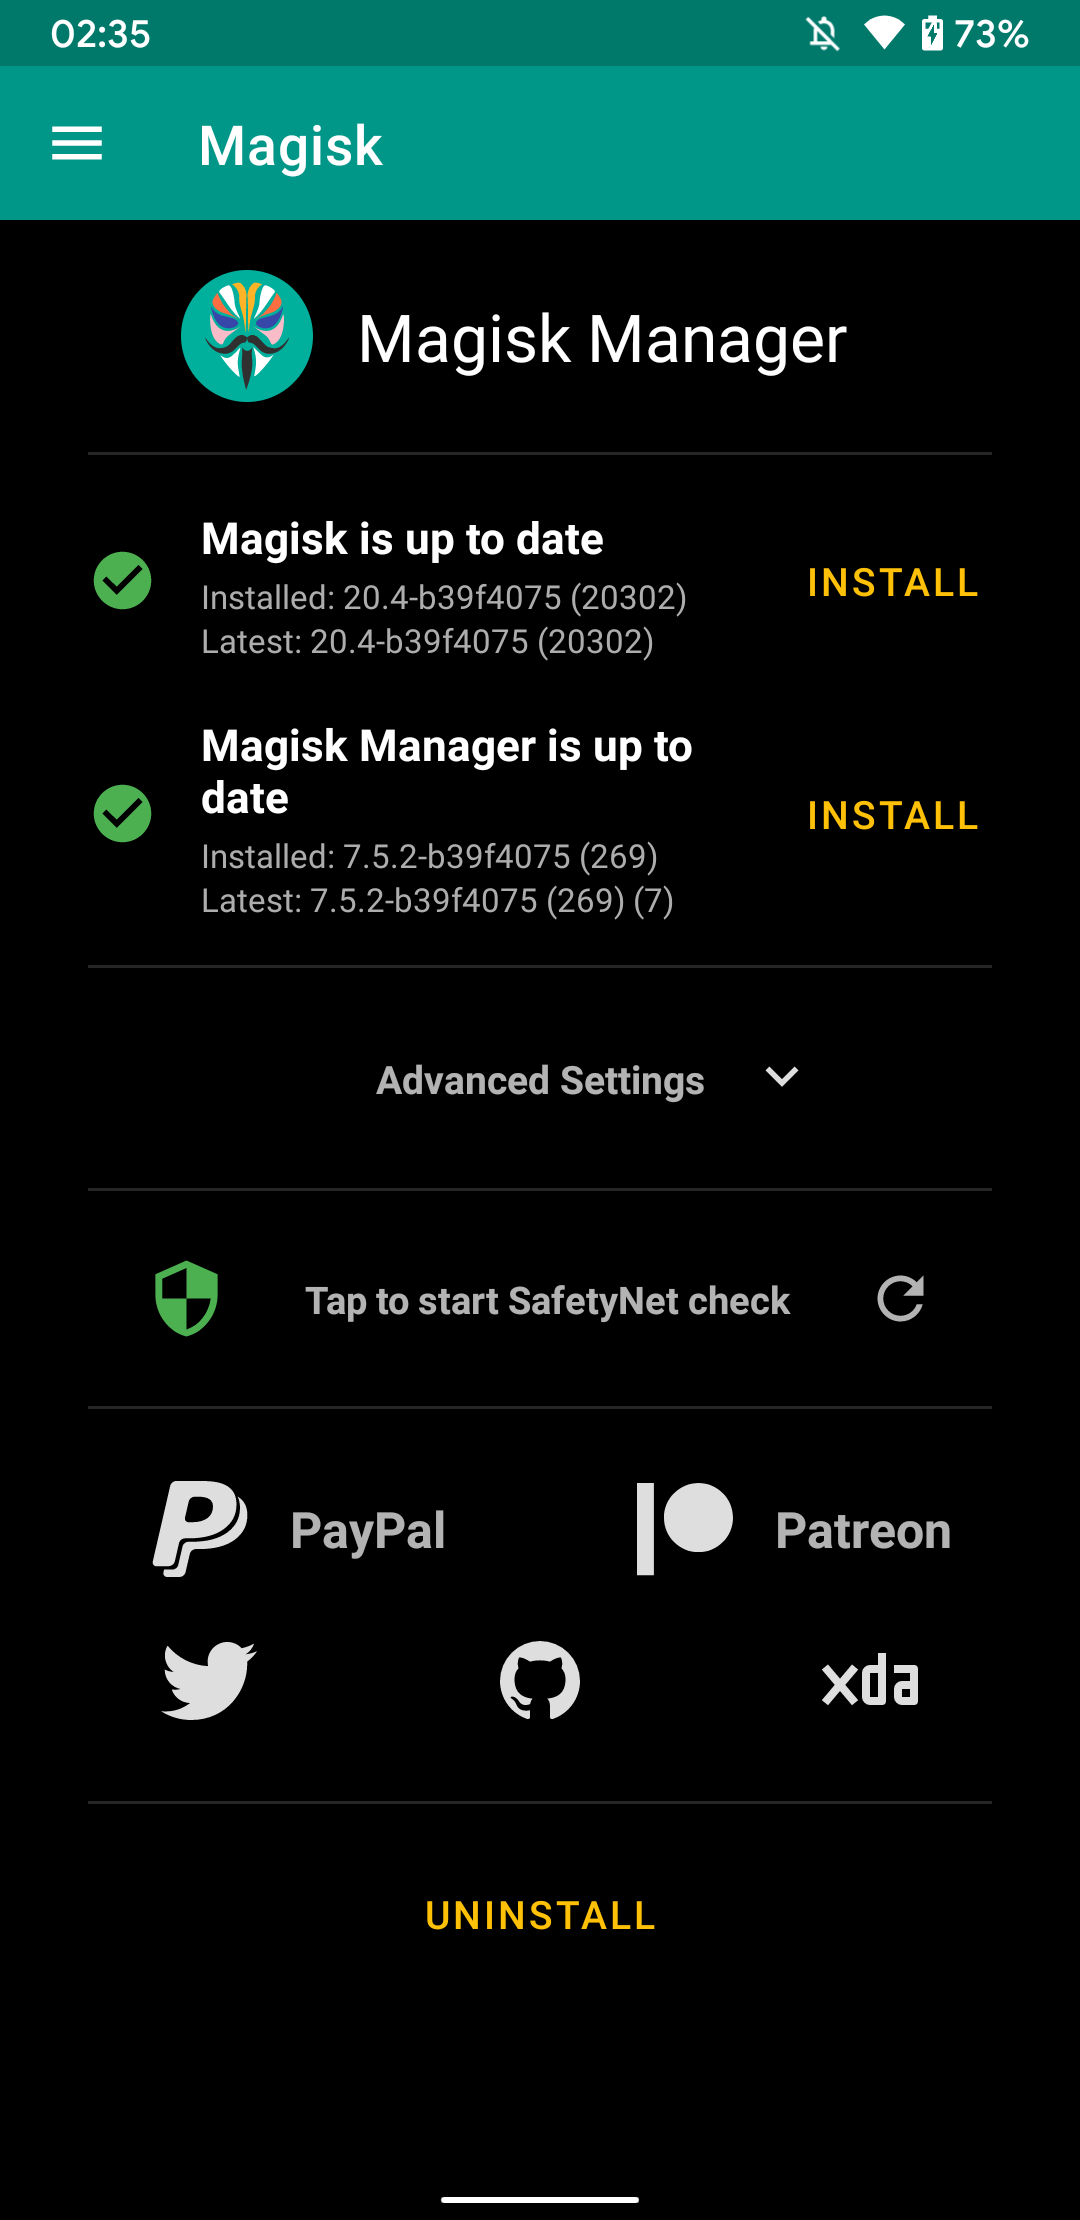 02:35
73%
Magisk
Magisk Manager
Magisk is up to date
Installed: 20.4-b39f4075 (20302)
Latest: 20.4-b39f4075 (20302)
INSTALL
Magisk Manager is up to
date
Installed: 7.5.2-b39f4075 (269)
Latest: 7.5.2-b39f4075 (269) (7)
INSTALL
Advanced Settings
Tap to start SafetyNet check
PayPal
Patreon
xda
UNINSTALL